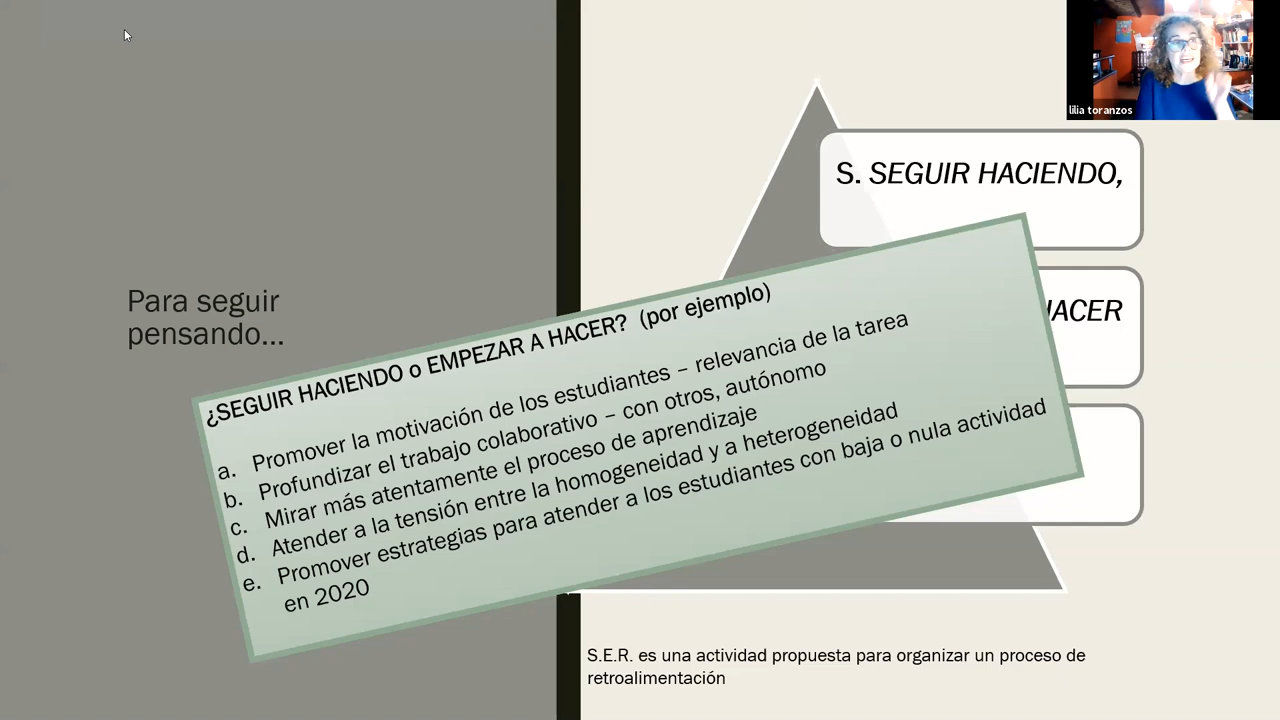 lilia toranzos
S. SEGUIR HACIENDO,
HACER
Para seguir
pensando...
¿SEGUIR HACIENDO o EMPEZAR A HACER? (por ejemplo)
a. Promover la motivación de los estudiantes – relevancia de la tarea
b. Profundizar el trabajo colaborativo – con otros, autónomo
c. Mirar más atentamente el proceso de aprendizaje
d. Atender a la tensión entre la homogeneidad y a heterogeneidad
e. Promover estrategias para atender a los estudiantes con baja o nula actividad
en 2020
S.E.R. es una actividad propuesta para organizar un proceso de
retroalimentación